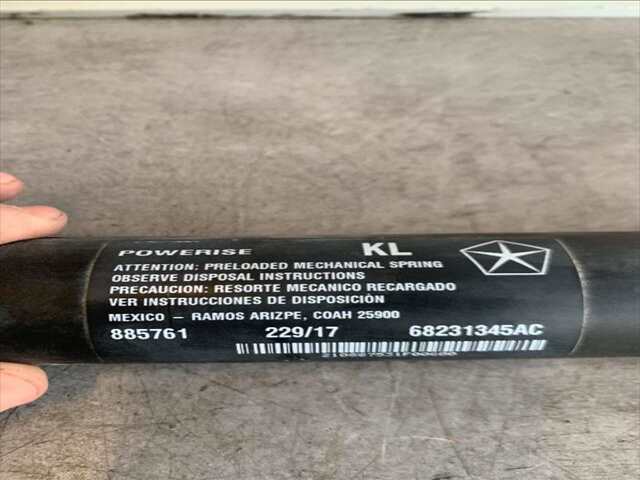 POWERISE KL
ATTENTION: PRELOADED MECHANICAL SPRING
OBSERVE DISPOSAL INSTRUCTIONS
PRECAUCION: RESORTE MECANICO RECARGADO
VER INSTRUCCIONES DE DISPOSICIÓN
MEXICO – RAMOS ARIZPE, COAH 25900
885761 229/17 68231345AC